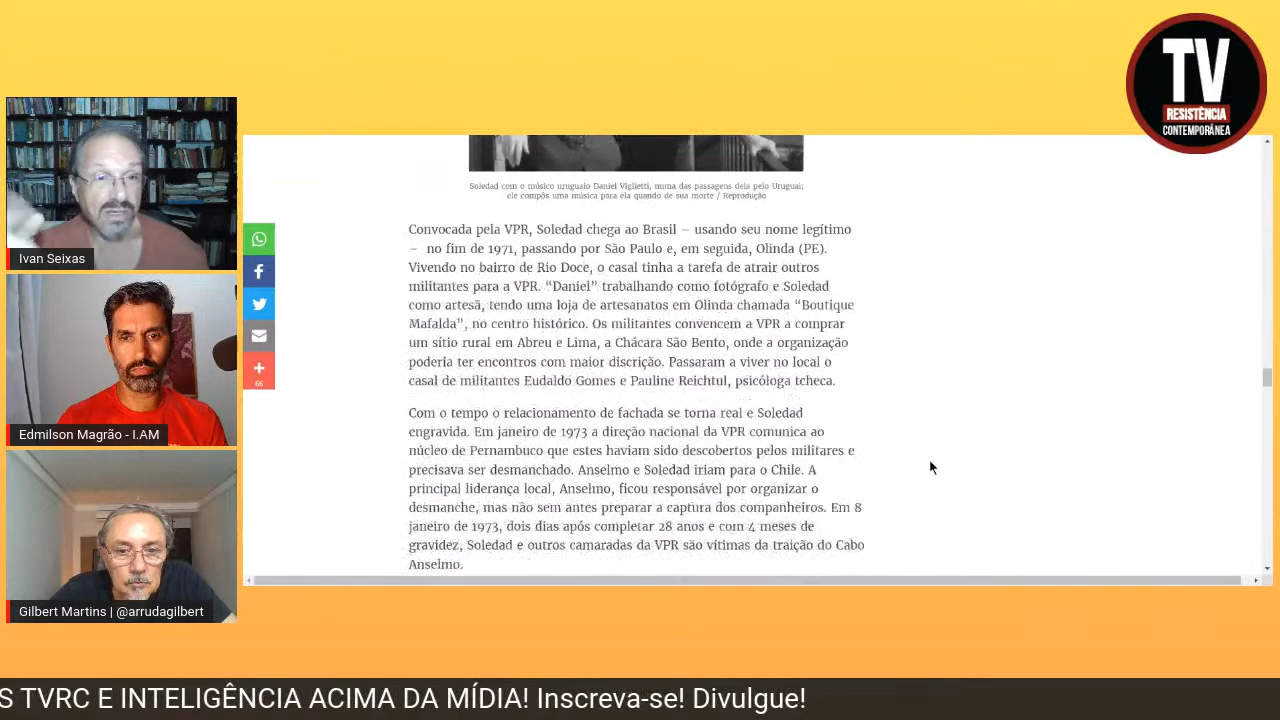 TV
RESISTÊNCIA
CONTEMPORÂNEA
Ivan Seixas
Edmilson Magrão - I.AM
Gilbert Martins | @arrudagilbert
66
Soledad com o músico uruguaio Daniel Viglietti, numa das passagens dela pelo Uruguai;
ele compôs uma música para ela quando de sua morte / Reprodução
Convocada pela VPR, Soledad chega ao Brasil – usando seu nome legítimo
– no fim de 1971, passando por São Paulo e, em seguida, Olinda (PE).
Vivendo no bairro de Rio Doce, o casal tinha a tarefa de atrair outros
militantes para a VPR. “Daniel” trabalhando como fotógrafo e Soledad
como artesã, tendo uma loja de artesanatos em Olinda chamada “Boutique
Mafalda”, no centro histórico. Os militantes convencem a VPR a comprar
um sítio rural em Abreu e Lima, a Chácara São Bento, onde a organização
poderia ter encontros com maior discrição. Passaram a viver no local o
casal de militantes Eudaldo Gomes e Pauline Reichtul, psicóloga tcheca.
Com o tempo o relacionamento de fachada se torna real e Soledad
engravida. Em janeiro de 1973 a direção nacional da VPR comunica ao
núcleo de Pernambuco que estes haviam sido descobertos pelos militares e
precisava ser desmanchado. Anselmo e Soledad iriam para o Chile. A
principal liderança local, Anselmo, ficou responsável por organizar o
desmanche, mas não sem antes preparar a captura dos companheiros. Em 8
janeiro de 1973, dois dias após completar 28 anos e com 4 meses de
gravidez, Soledad e outros camaradas da VPR são vítimas da traição do Cabo
Anselmo.
S TVRC E INTELIGÊNCIA ACIMA DA MÍDIA! Inscreva-se! Divulgue!